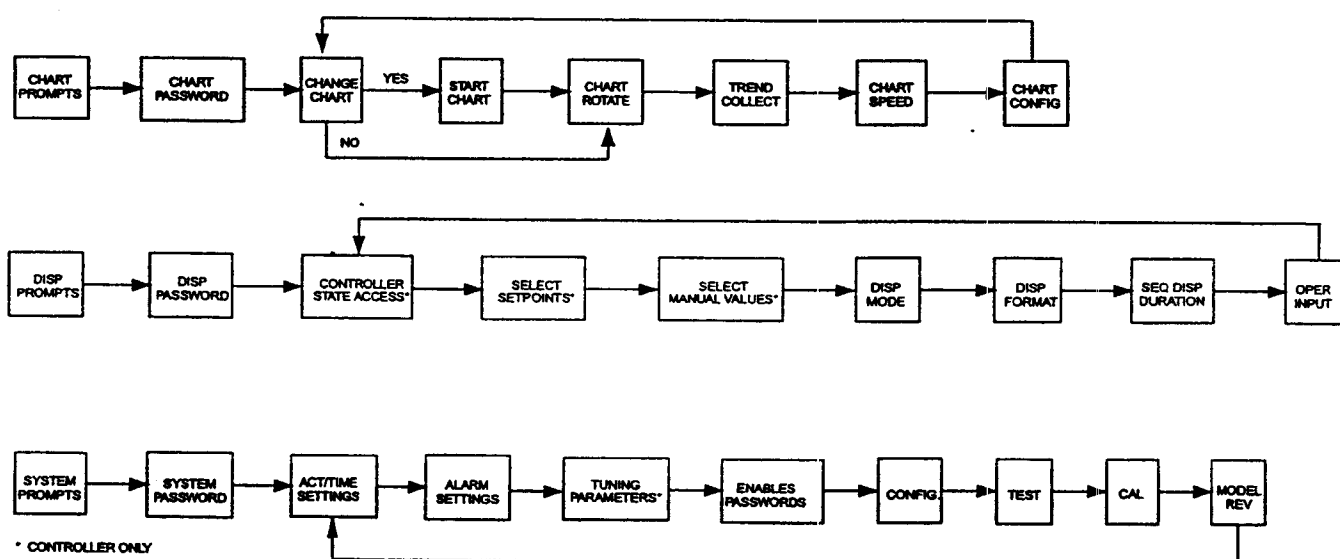 CHART
PROMPTS
CHART
PASSWORD
CHANGE
CHART
YES
NO
START
CHART
CHART
ROTATE
TREND
COLLECT
CHART
SPEED
CHART
CONFIG
DISP
PROMPTS
DISP
PASSWORD
CONTROLLER
STATE ACCESS*
SELECT
SETPOINTS*
SELECT
MANUAL VALUES*
DISP
MODE
DISP
FORMAT
SEQ DISP
DURATION
OPER
INPUT
SYSTEM
PROMPTS
SYSTEM
PASSWORD
ACT/TIME
SETTINGS
ALARM
SETTINGS
TUNING
PARAMETERS*
ENABLES
PASSWORDS
CONFIG
TEST
CAL
MODEL
REV
* CONTROLLER ONLY